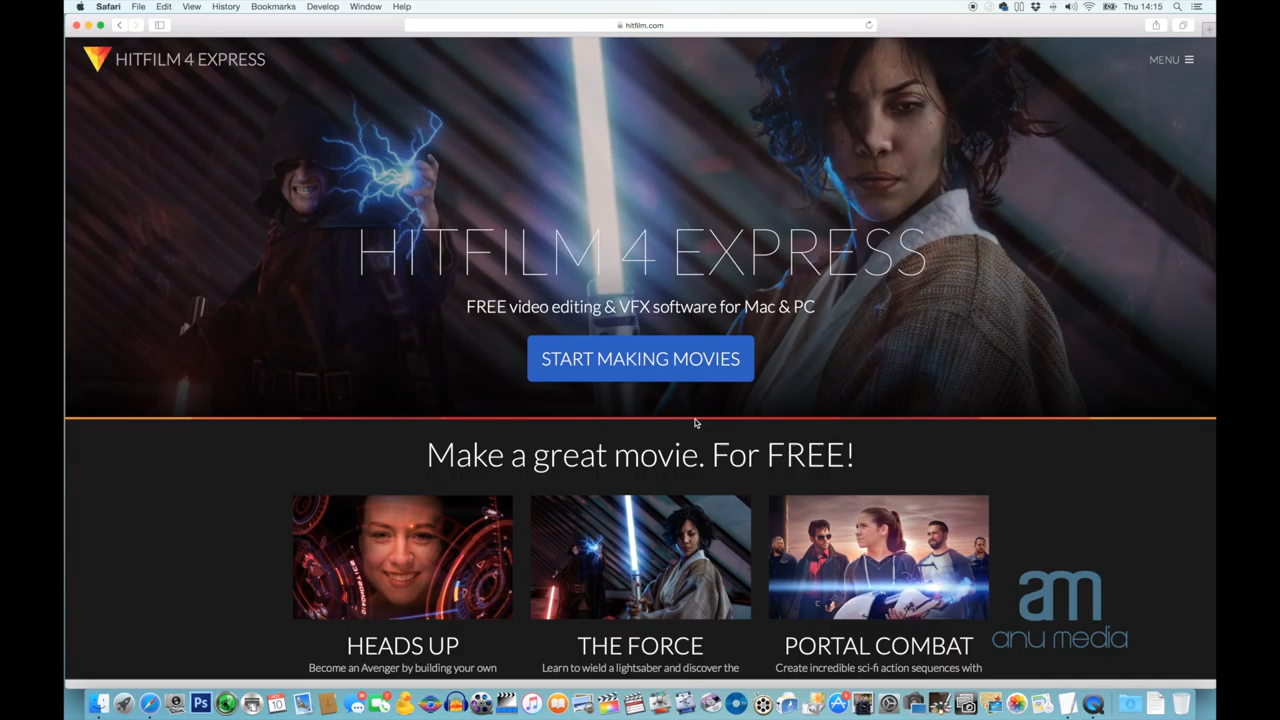 Safari File Edit View History Bookmarks Develop Window Help
Thu 14:15
hitfilm.com
HITFILM 4 EXPRESS
MENU
HITFILM 4 EXPRESS
FREE video editing & VFX software for Mac & PC
START MAKING MOVIES
Make a great movie. For FREE!
HEADS UP
Become an Avenger by building your own
THE FORCE
Learn to wield a lightsaber and discover the
PORTAL COMBAT
Create incredible sci-fi action sequences with
am
anu media
Ps